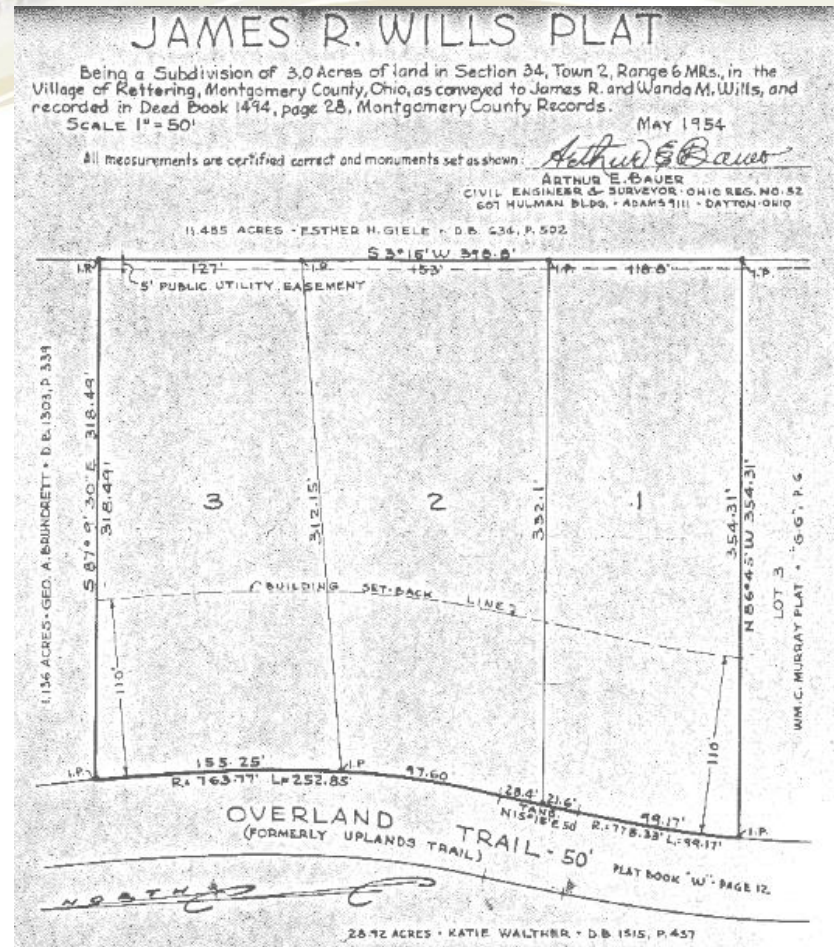 JAMES R. WILLS PLAT
Being a Subdivision of 3.0 Acres of land in Section 34, Town 2, Range 6 MRs., in the
Village of Kettering, Montgomery County, Ohio, as conveyed to James R. and Wanda M. Wills, and
recorded in Deed Book 1494, page 28, Montgomery County Records.
SCALE 1" = 50'
MAY 1954
All measurements are certified correct and monuments set as shown:
Arthur E. Bauer
ARTHUR E. BAUER
CIVIL ENGINEER & SURVEYOR · OHIO REG. NO. 32
607 HULMAN BLDG. · ADAMS 9111 · DAYTON · OHIO
11.485 ACRES · ESTHER H. GIELE · D.B. 634, P. 502
S 3° 15' W 398.8'
I.P. 127' I.P. 153' I.P. 118.8' I.P.
5' PUBLIC UTILITY EASEMENT
1.136 ACRES · GEO. A. BRUNDRETT · D.B. 1303, P. 339
S 87° 9' 30" E 318.49'
318.49'
3
312.15'
2
332.1
1
354.31'
N 86° 45' W 354.31'
LOT 3
WM. C. MURRAY PLAT · "G-G", P. 6
BUILDING SET-BACK LINE
110'
110'
I.P. 155.25' I.P. 97.60'
R = 763.77' L = 252.85'
28.4' 21.6'
TANG.
N 15° 18' E 50
99.17' I.P.
R = 778.33' L = 99.17'
OVERLAND TRAIL - 50'
(FORMERLY UPLANDS TRAIL)
PLAT BOOK "W" - PAGE 12
NORTH
28.92 ACRES · KATIE WALTHER · D.B. 1515, P. 457